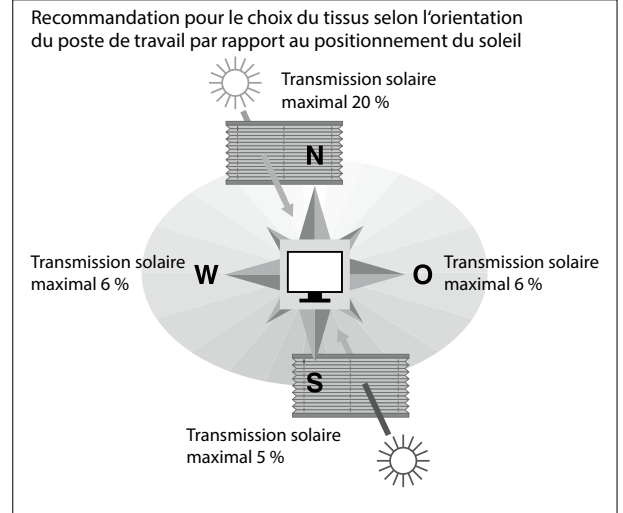 Recommandation pour le choix du tissus selon l‘orientation
du poste de travail par rapport au positionnement du soleil
Transmission solaire
maximal 20 %
N
Transmission solaire
maximal 6 %
W
O
Transmission solaire
maximal 6 %
S
Transmission solaire
maximal 5 %